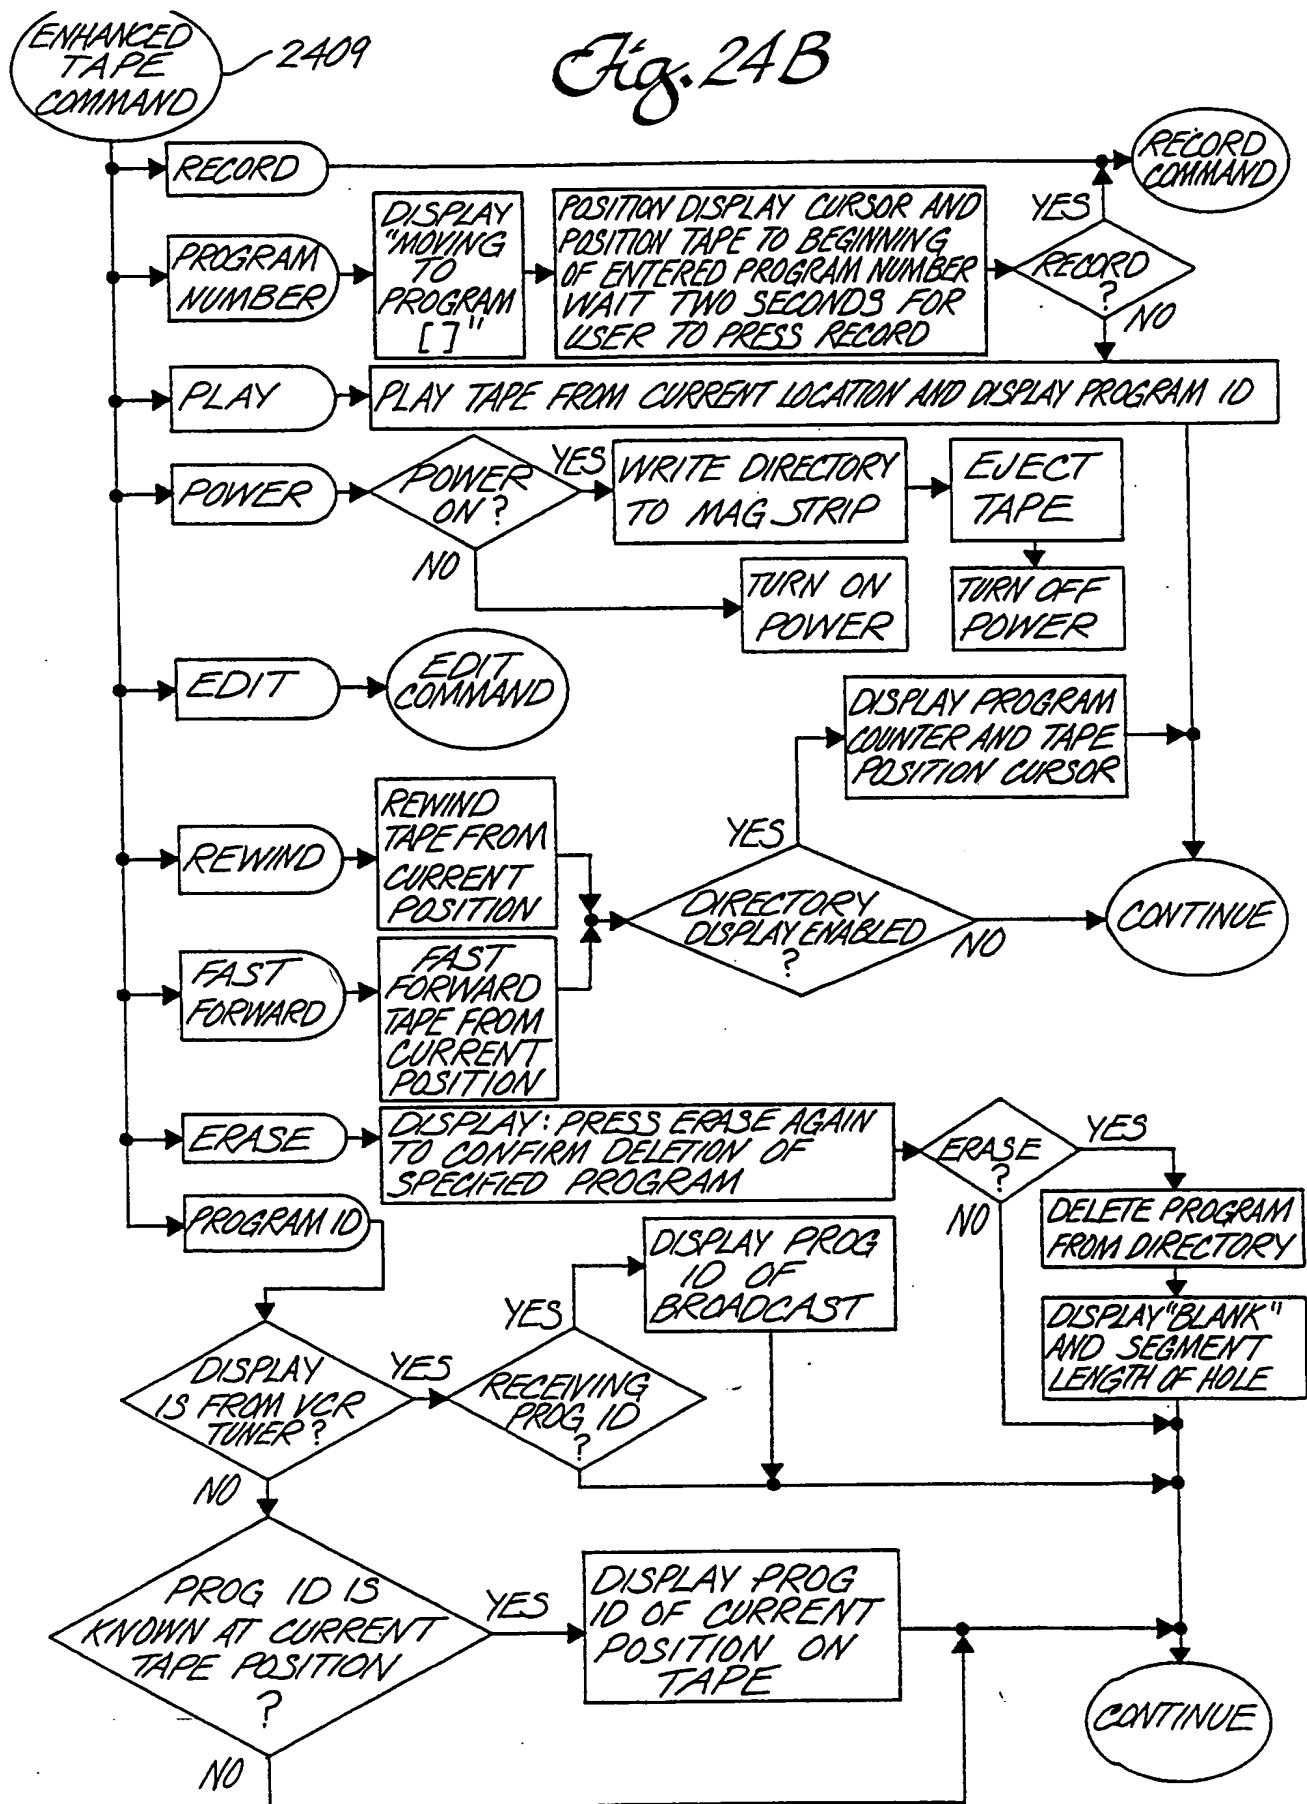 ENHANCED
TAPE
COMMAND
2409
Fig. 24B
RECORD
RECORD
COMMAND
PROGRAM
NUMBER
DISPLAY
"MOVING
TO
PROGRAM
[ ]"
POSITION DISPLAY CURSOR AND
POSITION TAPE TO BEGINNING
OF ENTERED PROGRAM NUMBER
WAIT TWO SECONDS FOR
USER TO PRESS RECORD
YES
RECORD
?
NO
PLAY
PLAY TAPE FROM CURRENT LOCATION AND DISPLAY PROGRAM ID
POWER
POWER
ON?
YES
NO
WRITE DIRECTORY
TO MAG STRIP
EJECT
TAPE
TURN ON
POWER
TURN OFF
POWER
EDIT
EDIT
COMMAND
DISPLAY PROGRAM
COUNTER AND TAPE
POSITION CURSOR
REWIND
REWIND
TAPE FROM
CURRENT
POSITION
YES
DIRECTORY
DISPLAY ENABLED
?
NO
CONTINUE
FAST
FORWARD
FAST
FORWARD
TAPE FROM
CURRENT
POSITION
ERASE
DISPLAY: PRESS ERASE AGAIN
TO CONFIRM DELETION OF
SPECIFIED PROGRAM
ERASE
?
YES
NO
DELETE PROGRAM
FROM DIRECTORY
DISPLAY "BLANK"
AND SEGMENT
LENGTH OF HOLE
PROGRAM ID
DISPLAY
IS FROM VCR
TUNER?
YES
NO
RECEIVING
PROG ID
?
YES
DISPLAY PROG
ID OF
BROADCAST
PROG ID IS
KNOWN AT CURRENT
TAPE POSITION
?
YES
NO
DISPLAY PROG
ID OF CURRENT
POSITION ON
TAPE
CONTINUE